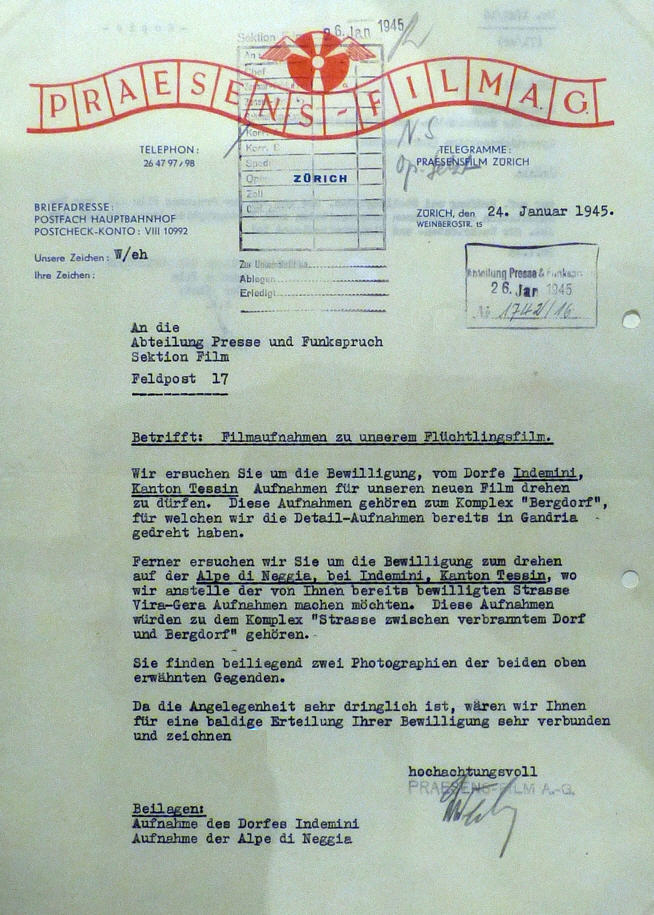 Sektion Film 26. Jan 1945
PRAESENS-FILM A.G.
N.S
TELEPHON:
26 47 97/98
ZÜRICH
TELEGRAMME:
PRAESENSFILM ZÜRICH
BRIEFADRESSE:
POSTFACH HAUPTBAHNHOF
POSTCHECK-KONTO: VIII 10992
ZÜRICH, den 24. Januar 1945.
WEINBERGSTR. 15
Unsere Zeichen: W/eh
Ihre Zeichen:
Chef
Korr. E.
Zoll
Ablegen
Erledigt
Abteilung Presse & Funkspr.
26. Jan 1945
No 1742/16
An die
Abteilung Presse und Funkspruch
Sektion Film
Feldpost 17
Betrifft: Filmaufnahmen zu unserem Flüchtlingsfilm.
Wir ersuchen Sie um die Bewilligung, vom Dorfe Indemini,
Kanton Tessin Aufnahmen für unseren neuen Film drehen
zu dürfen. Diese Aufnahmen gehören zum Komplex "Bergdorf",
für welchen wir die Detail-Aufnahmen bereits in Gandria
gedreht haben.
Ferner ersuchen wir Sie um die Bewilligung zum drehen
auf der Alpe di Neggia, bei Indemini, Kanton Tessin, wo
wir anstelle der von Ihnen bereits bewilligten Strasse
Vira-Gera Aufnahmen machen möchten. Diese Aufnahmen
würden zu dem Komplex "Strasse zwischen verbranntem Dorf
und Bergdorf" gehören.
Sie finden beiliegend zwei Photographien der beiden oben
erwähnten Gegenden.
Da die Angelegenheit sehr dringlich ist, wären wir Ihnen
für eine baldige Erteilung Ihrer Bewilligung sehr verbunden
und zeichnen
hochachtungsvoll
PRAESENS-FILM A.-G.
Beilagen:
Aufnahme des Dorfes Indemini
Aufnahme der Alpe di Neggia